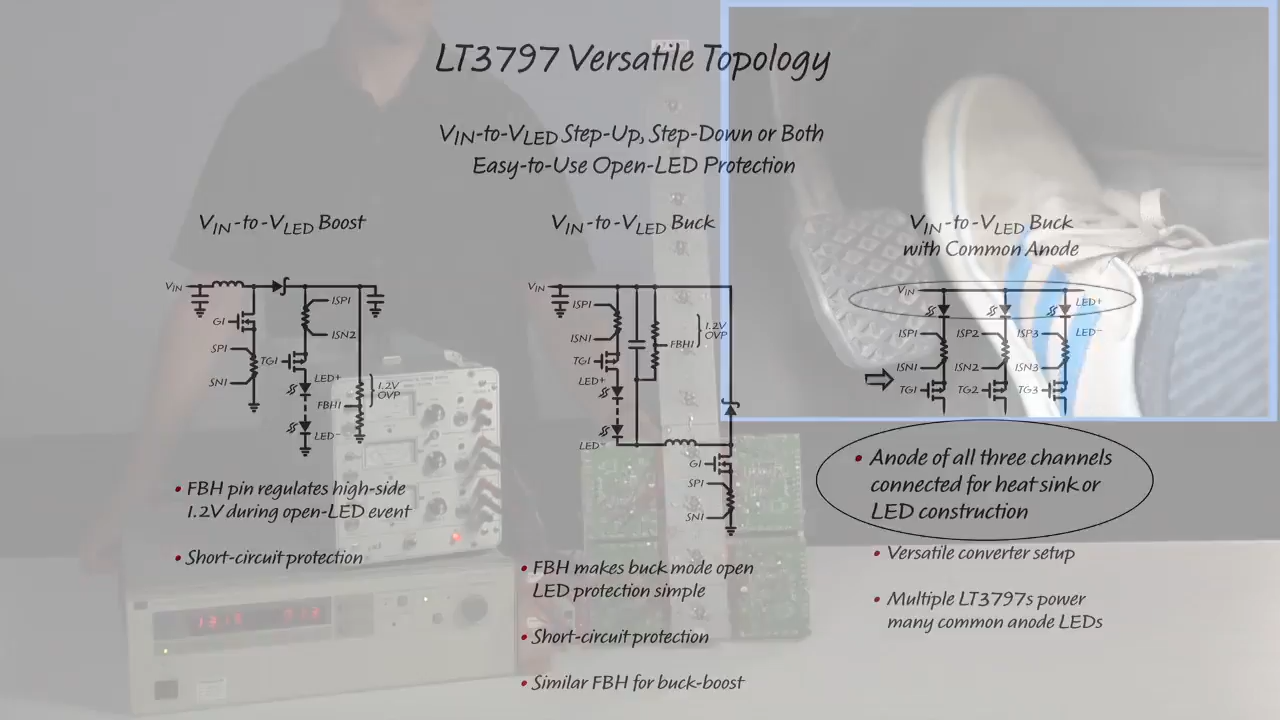 LT3797 Versatile Topology
VIN-to-VLED Step-Up, Step-Down or Both
Easy-to-Use Open-LED Protection
VIN-to-VLED Boost
VIN
ISP1
G1
ISN2
SP1
TG1
SN1
LED+
1.2V
OVP
FBH1
LED-
• FBH pin regulates high-side
1.2V during open-LED event
• Short-circuit protection
VIN-to-VLED Buck
VIN
ISP1
1.2V
OVP
ISN1
FBH1
TG1
LED+
LED-
G1
SP1
SN1
• FBH makes buck mode open
LED protection simple
• Short-circuit protection
• Similar FBH for buck-boost
VIN-to-VLED Buck
with Common Anode
VIN
LED+
ISP1
ISP2
ISP3
LED-
ISN1
ISN2
ISN3
TG1
TG2
TG3
• Anode of all three channels
connected for heat sink or
LED construction
• Versatile converter setup
• Multiple LT3797s power
many common anode LEDs